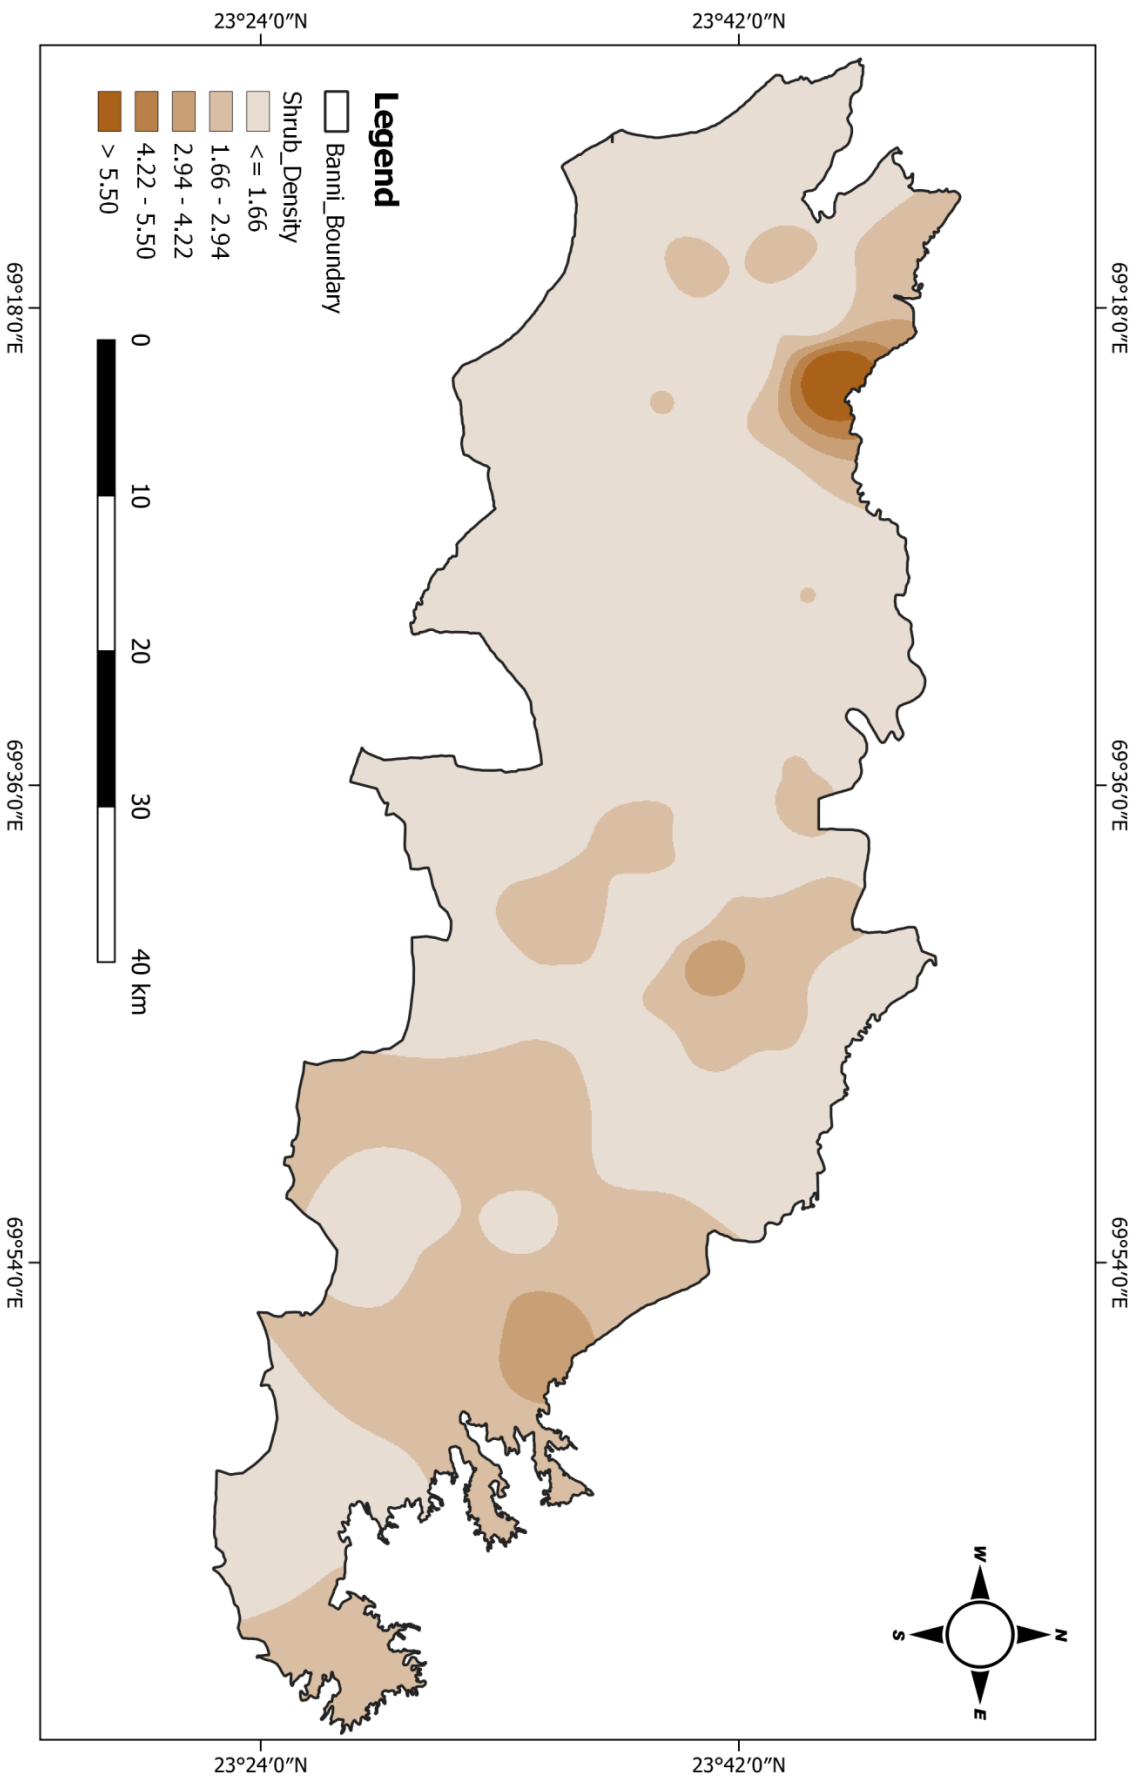 23°24′0″N
23°42′0″N
Legend
Banni_Boundary
Shrub_Density
<= 1.66
1.66 - 2.94
2.94 - 4.22
4.22 - 5.50
> 5.50
0
10
20
30
40 km
69°18′0″E
69°36′0″E
69°54′0″E
69°18′0″E
69°36′0″E
69°54′0″E
N
W
E
S
23°24′0″N
23°42′0″N